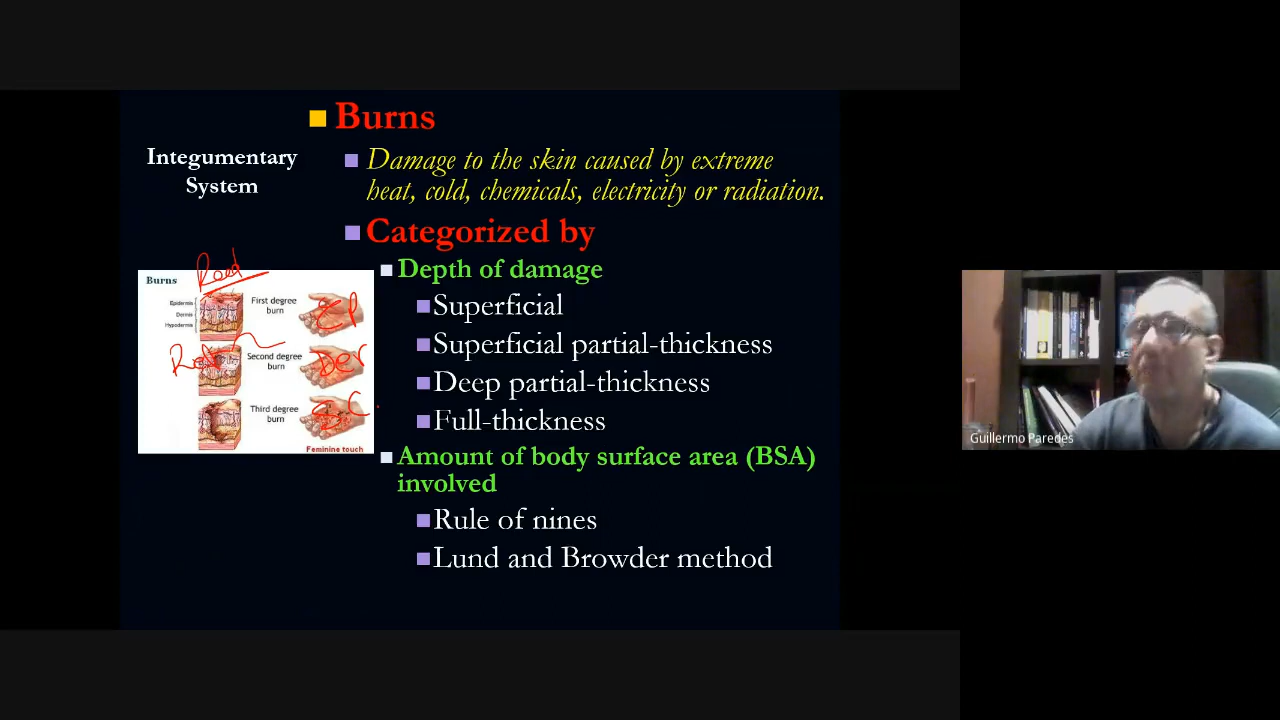 Burns
Integumentary
System
Damage to the skin caused by extreme
heat, cold, chemicals, electricity or radiation.
Categorized by
Depth of damage
Superficial
Superficial partial-thickness
Deep partial-thickness
Full-thickness
Amount of body surface area (BSA)
involved
Rule of nines
Lund and Browder method
Burns
Epidermis
Dermis
Hypodermis
First degree
burn
Second degree
burn
Third degree
burn
Feminine touch
EP
Der
SC
Guillermo Paredes